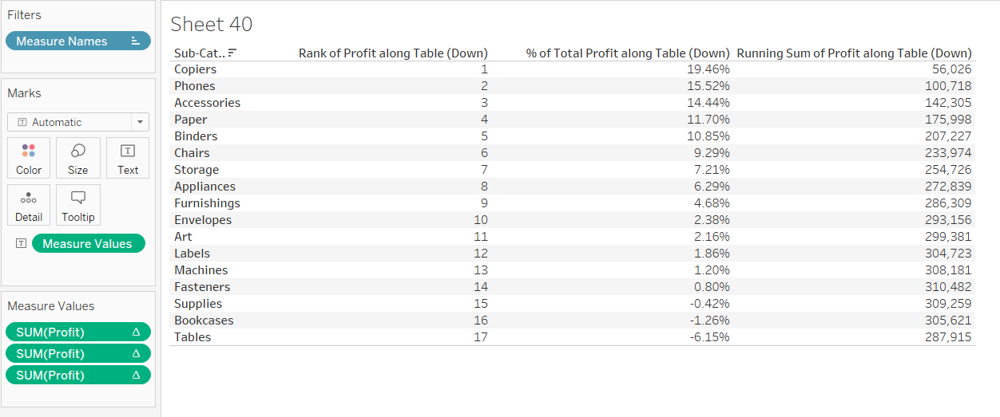 Filters
Measure Names
Marks
T Automatic
Color Size T Text
Detail Tooltip
T Measure Values
Measure Values
SUM(Profit) Δ
SUM(Profit) Δ
SUM(Profit) Δ
Sheet 40
Sub-Cat.. Rank of Profit along Table (Down) % of Total Profit along Table (Down) Running Sum of Profit along Table (Down)
Copiers 1 19.46% 56,026
Phones 2 15.52% 100,718
Accessories 3 14.44% 142,305
Paper 4 11.70% 175,998
Binders 5 10.85% 207,227
Chairs 6 9.29% 233,974
Storage 7 7.21% 254,726
Appliances 8 6.29% 272,839
Furnishings 9 4.68% 286,309
Envelopes 10 2.38% 293,156
Art 11 2.16% 299,381
Labels 12 1.86% 304,723
Machines 13 1.20% 308,181
Fasteners 14 0.80% 310,482
Supplies 15 -0.42% 309,259
Bookcases 16 -1.26% 305,621
Tables 17 -6.15% 287,915